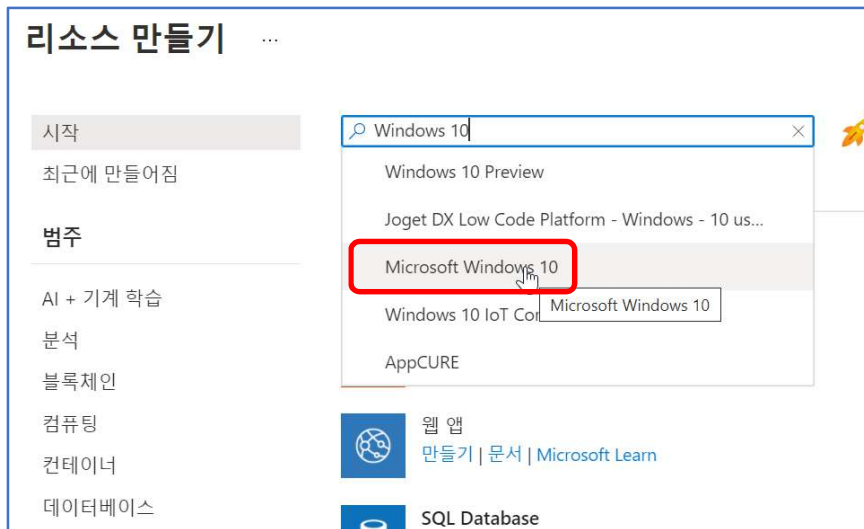 리소스 만들기 ...
시작
최근에 만들어짐
범주
AI + 기계 학습
분석
블록체인
컴퓨팅
컨테이너
데이터베이스
Windows 10
Windows 10 Preview
Joget DX Low Code Platform - Windows - 10 us...
Microsoft Windows 10
Windows 10 IoT
Microsoft Windows 10
AppCURE
웹 앱
만들기 | 문서 | Microsoft Learn
SQL Database